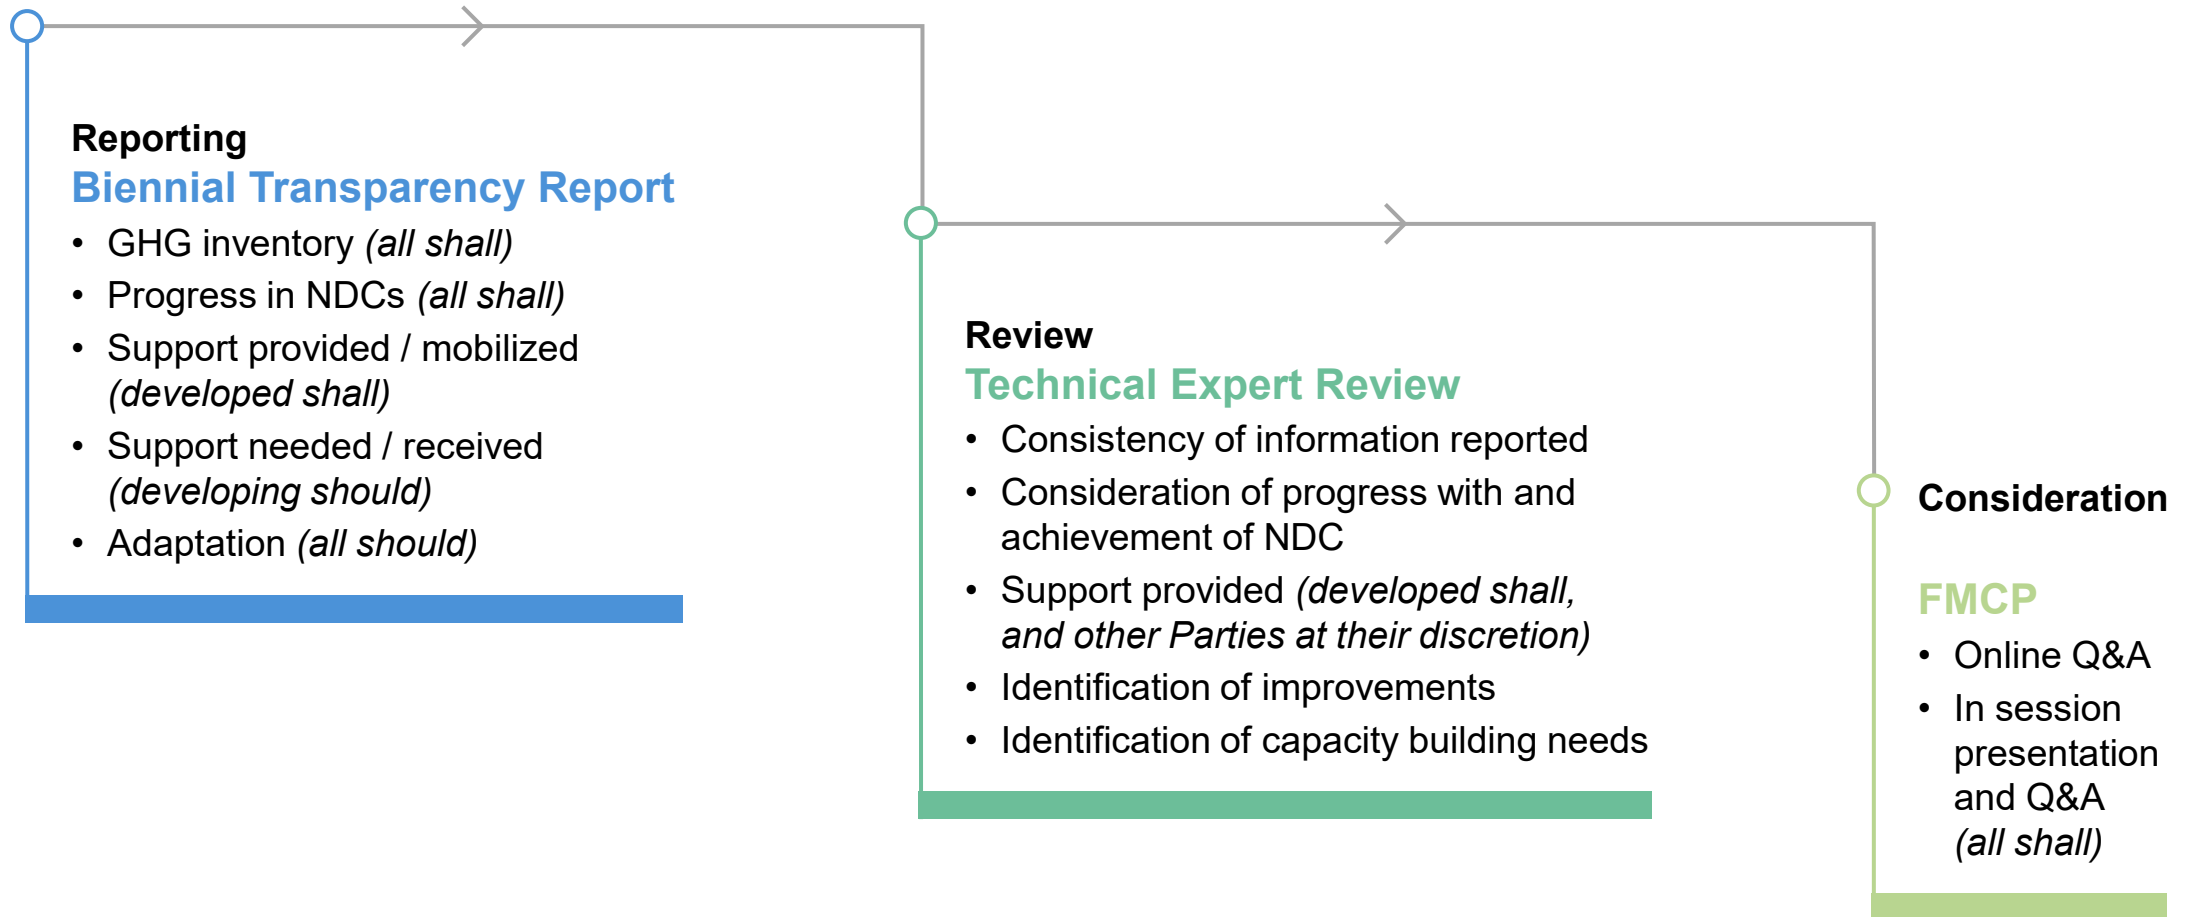 Reporting
Biennial Transparency Report
• GHG inventory (all shall)
• Progress in NDCs (all shall)
• Support provided / mobilized
(developed shall)
• Support needed / received
(developing should)
• Adaptation (all should)
Review
Technical Expert Review
• Consistency of information reported
• Consideration of progress with and
achievement of NDC
• Support provided (developed shall,
and other Parties at their discretion)
• Identification of improvements
• Identification of capacity building needs
Consideration
FMCP
• Online Q&A
• In session
presentation
and Q&A
(all shall)